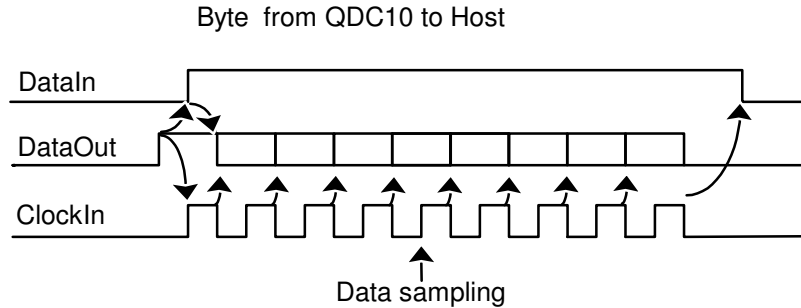 Byte from QDC10 to Host
DataIn
DataOut
ClockIn
Data sampling